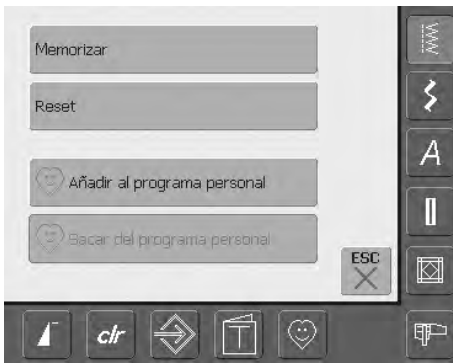 Memorizar
Reset
Añadir al programa personal
Sacar del programa personal
ESC
A
clr
T